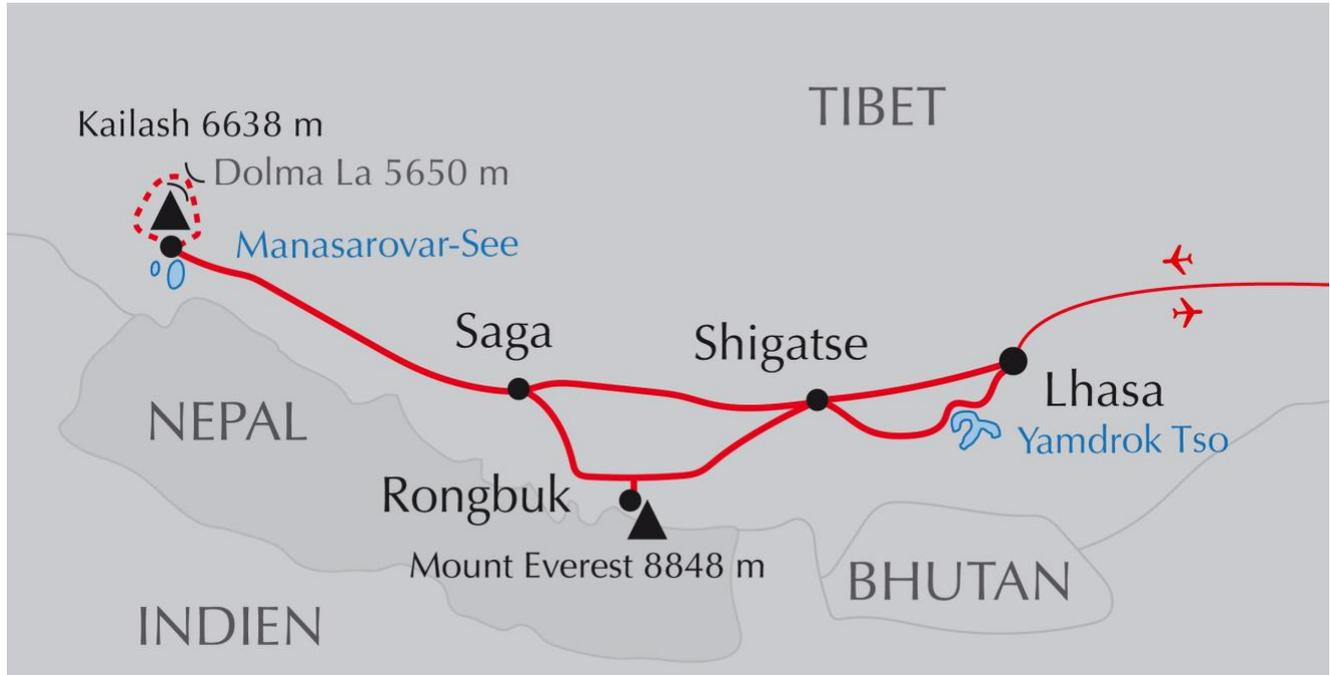 TIBET
Kailash 6638 m
Dolma La 5650 m
Manasarovar-See
Saga
Shigatse
Lhasa
NEPAL
Yamdrok Tso
Rongbuk
Mount Everest 8848 m
BHUTAN
INDIEN